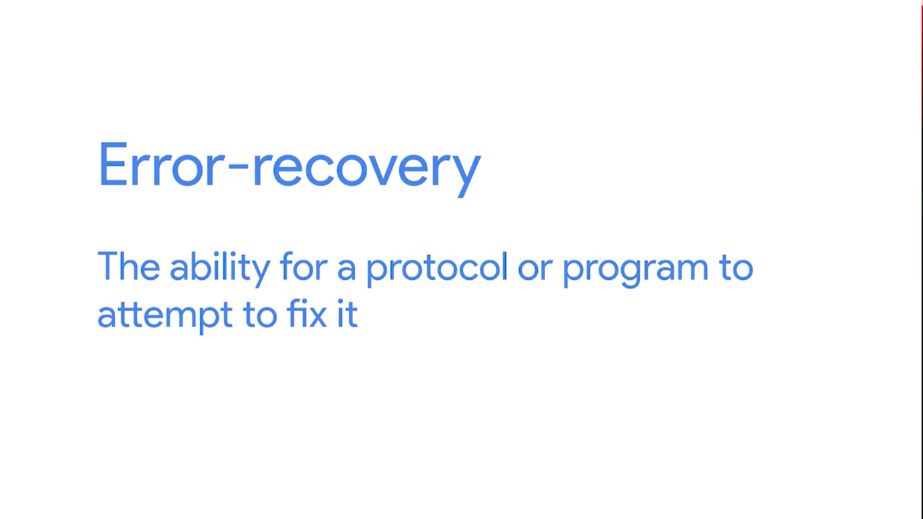 Error-recovery
The ability for a protocol or program to
attempt to fix it